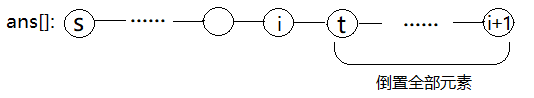 ans[]: s ...... i t ...... i+1
倒置全部元素